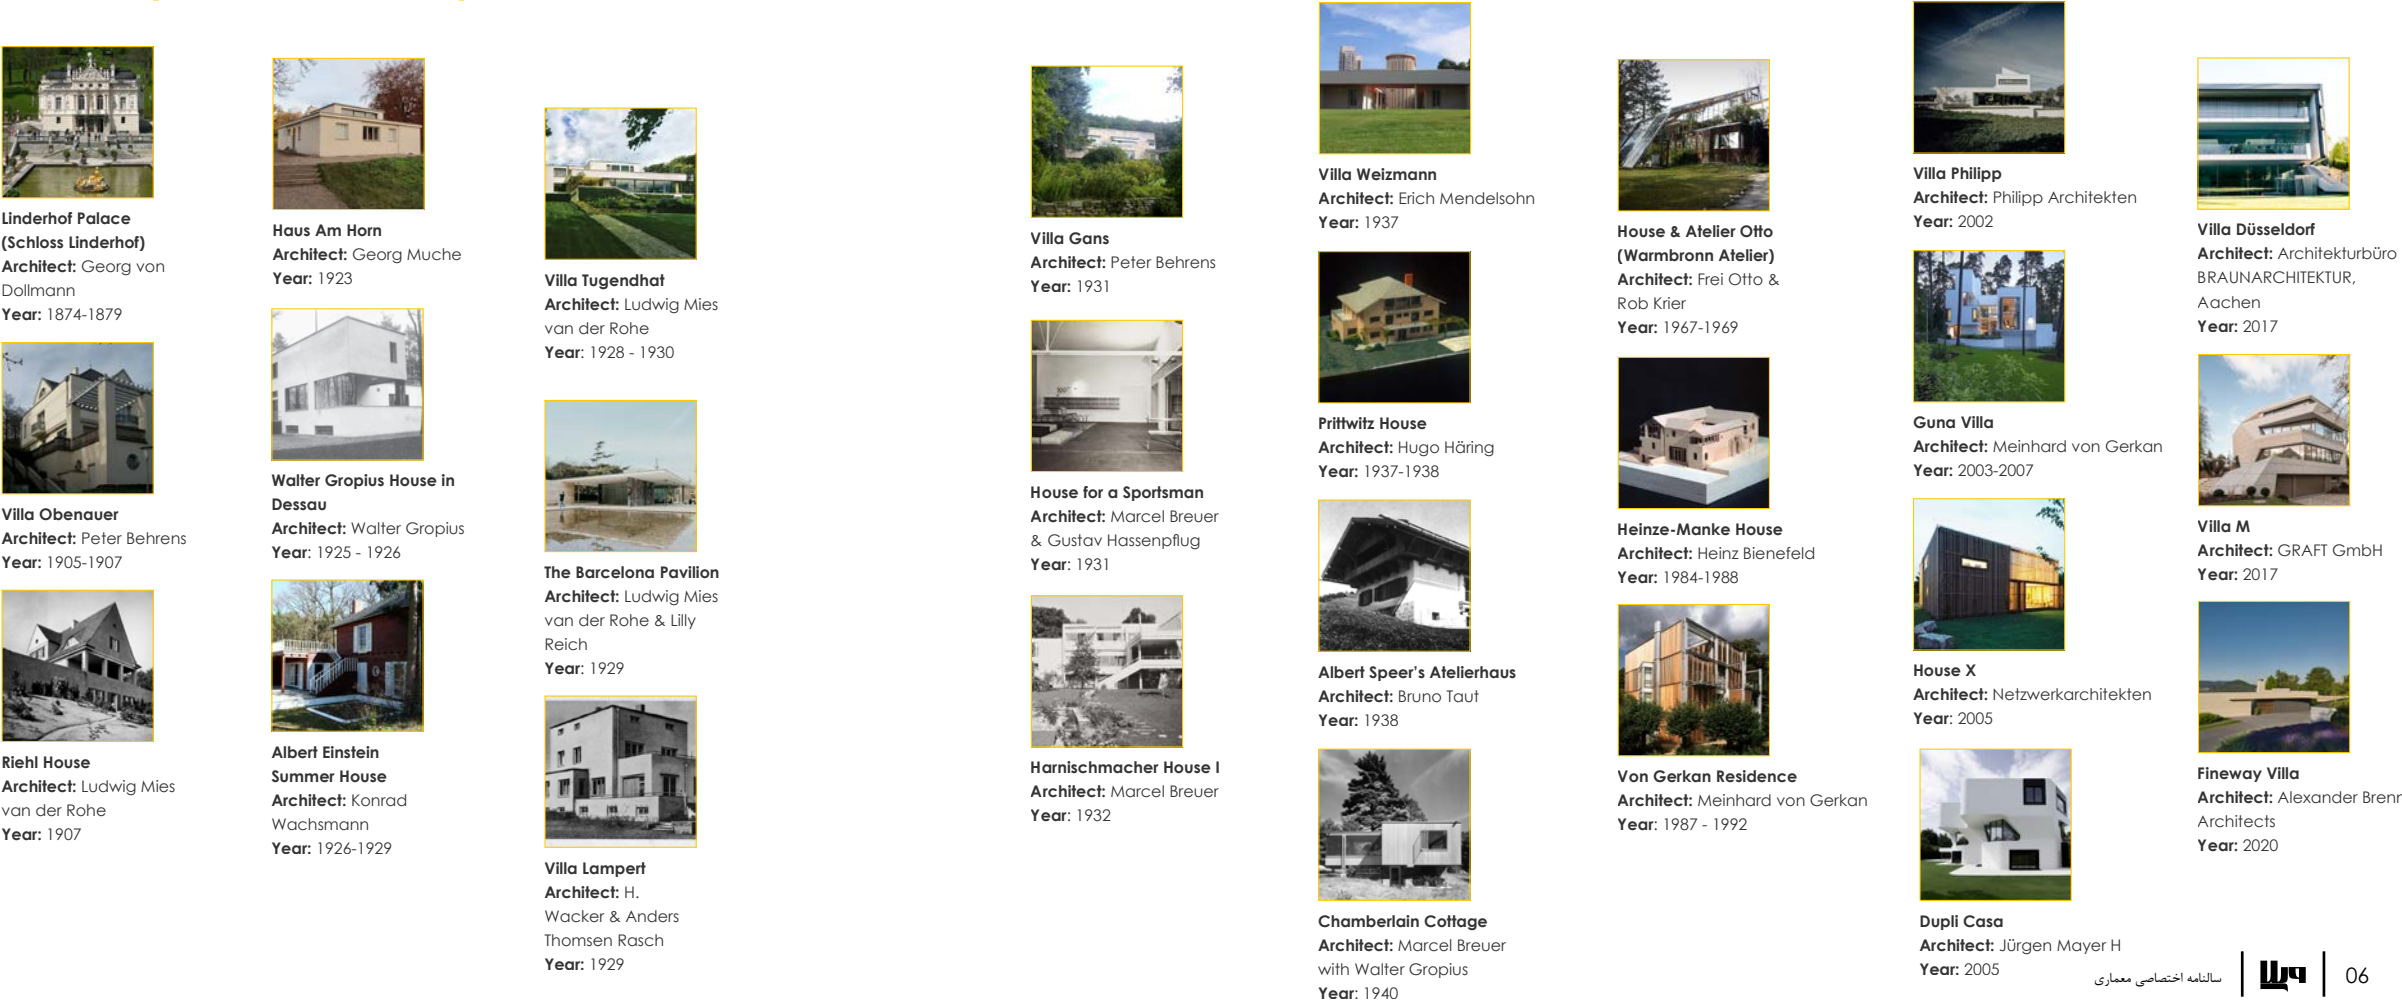 Linderhof Palace
(Schloss Linderhof)
Architect: Georg von
Dollmann
Year: 1874-1879
Villa Obenauer
Architect: Peter Behrens
Year: 1905-1907
Riehl House
Architect: Ludwig Mies
van der Rohe
Year: 1907
Haus Am Horn
Architect: Georg Muche
Year: 1923
Walter Gropius House in
Dessau
Architect: Walter Gropius
Year: 1925 - 1926
Albert Einstein
Summer House
Architect: Konrad
Wachsmann
Year: 1926-1929
Villa Tugendhat
Architect: Ludwig Mies
van der Rohe
Year: 1928 - 1930
The Barcelona Pavilion
Architect: Ludwig Mies
van der Rohe & Lilly
Reich
Year: 1929
Villa Lampert
Architect: H.
Wacker & Anders
Thomsen Rasch
Year: 1929
Villa Gans
Architect: Peter Behrens
Year: 1931
House for a Sportsman
Architect: Marcel Breuer
& Gustav Hassenpflug
Year: 1931
Harnischmacher House I
Architect: Marcel Breuer
Year: 1932
Villa Weizmann
Architect: Erich Mendelsohn
Year: 1937
Prittwitz House
Architect: Hugo Häring
Year: 1937-1938
Albert Speer's Atelierhaus
Architect: Bruno Taut
Year: 1938
Chamberlain Cottage
Architect: Marcel Breuer
with Walter Gropius
Year: 1940
House & Atelier Otto
(Warmbronn Atelier)
Architect: Frei Otto &
Rob Krier
Year: 1967-1969
Heinze-Manke House
Architect: Heinz Bienefeld
Year: 1984-1988
Von Gerkan Residence
Architect: Meinhard von Gerkan
Year: 1987 - 1992
Villa Philipp
Architect: Philipp Architekten
Year: 2002
Guna Villa
Architect: Meinhard von Gerkan
Year: 2003-2007
House X
Architect: Netzwerkarchitekten
Year: 2005
Dupli Casa
Architect: Jürgen Mayer H
Year: 2005
Villa Düsseldorf
Architect: Architekturbüro
BRAUNARCHITEKTUR,
Aachen
Year: 2017
Villa M
Architect: GRAFT GmbH
Year: 2017
Fineway Villa
Architect: Alexander Brenr
Architects
Year: 2020
سالنامه اختصاصی معماری
ویلا
06